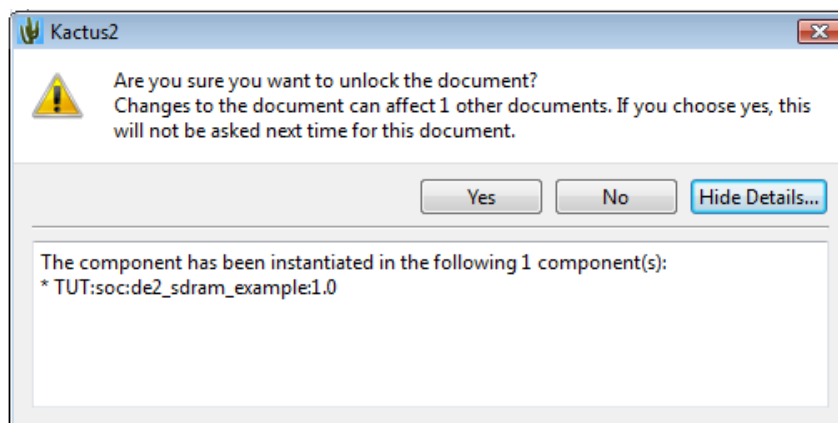 Kactus2
Are you sure you want to unlock the document?
Changes to the document can affect 1 other documents. If you choose yes, this
will not be asked next time for this document.
Yes No Hide Details...
The component has been instantiated in the following 1 component(s):
* TUT:soc:de2_sdram_example:1.0